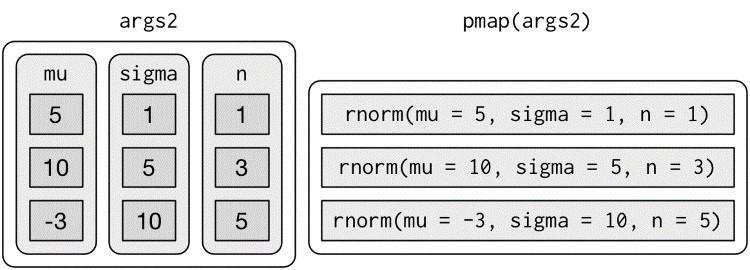 args2
pmap(args2)
mu sigma n
5 1 1
10 5 3
-3 10 5
rnorm(mu = 5, sigma = 1, n = 1)
rnorm(mu = 10, sigma = 5, n = 3)
rnorm(mu = -3, sigma = 10, n = 5)